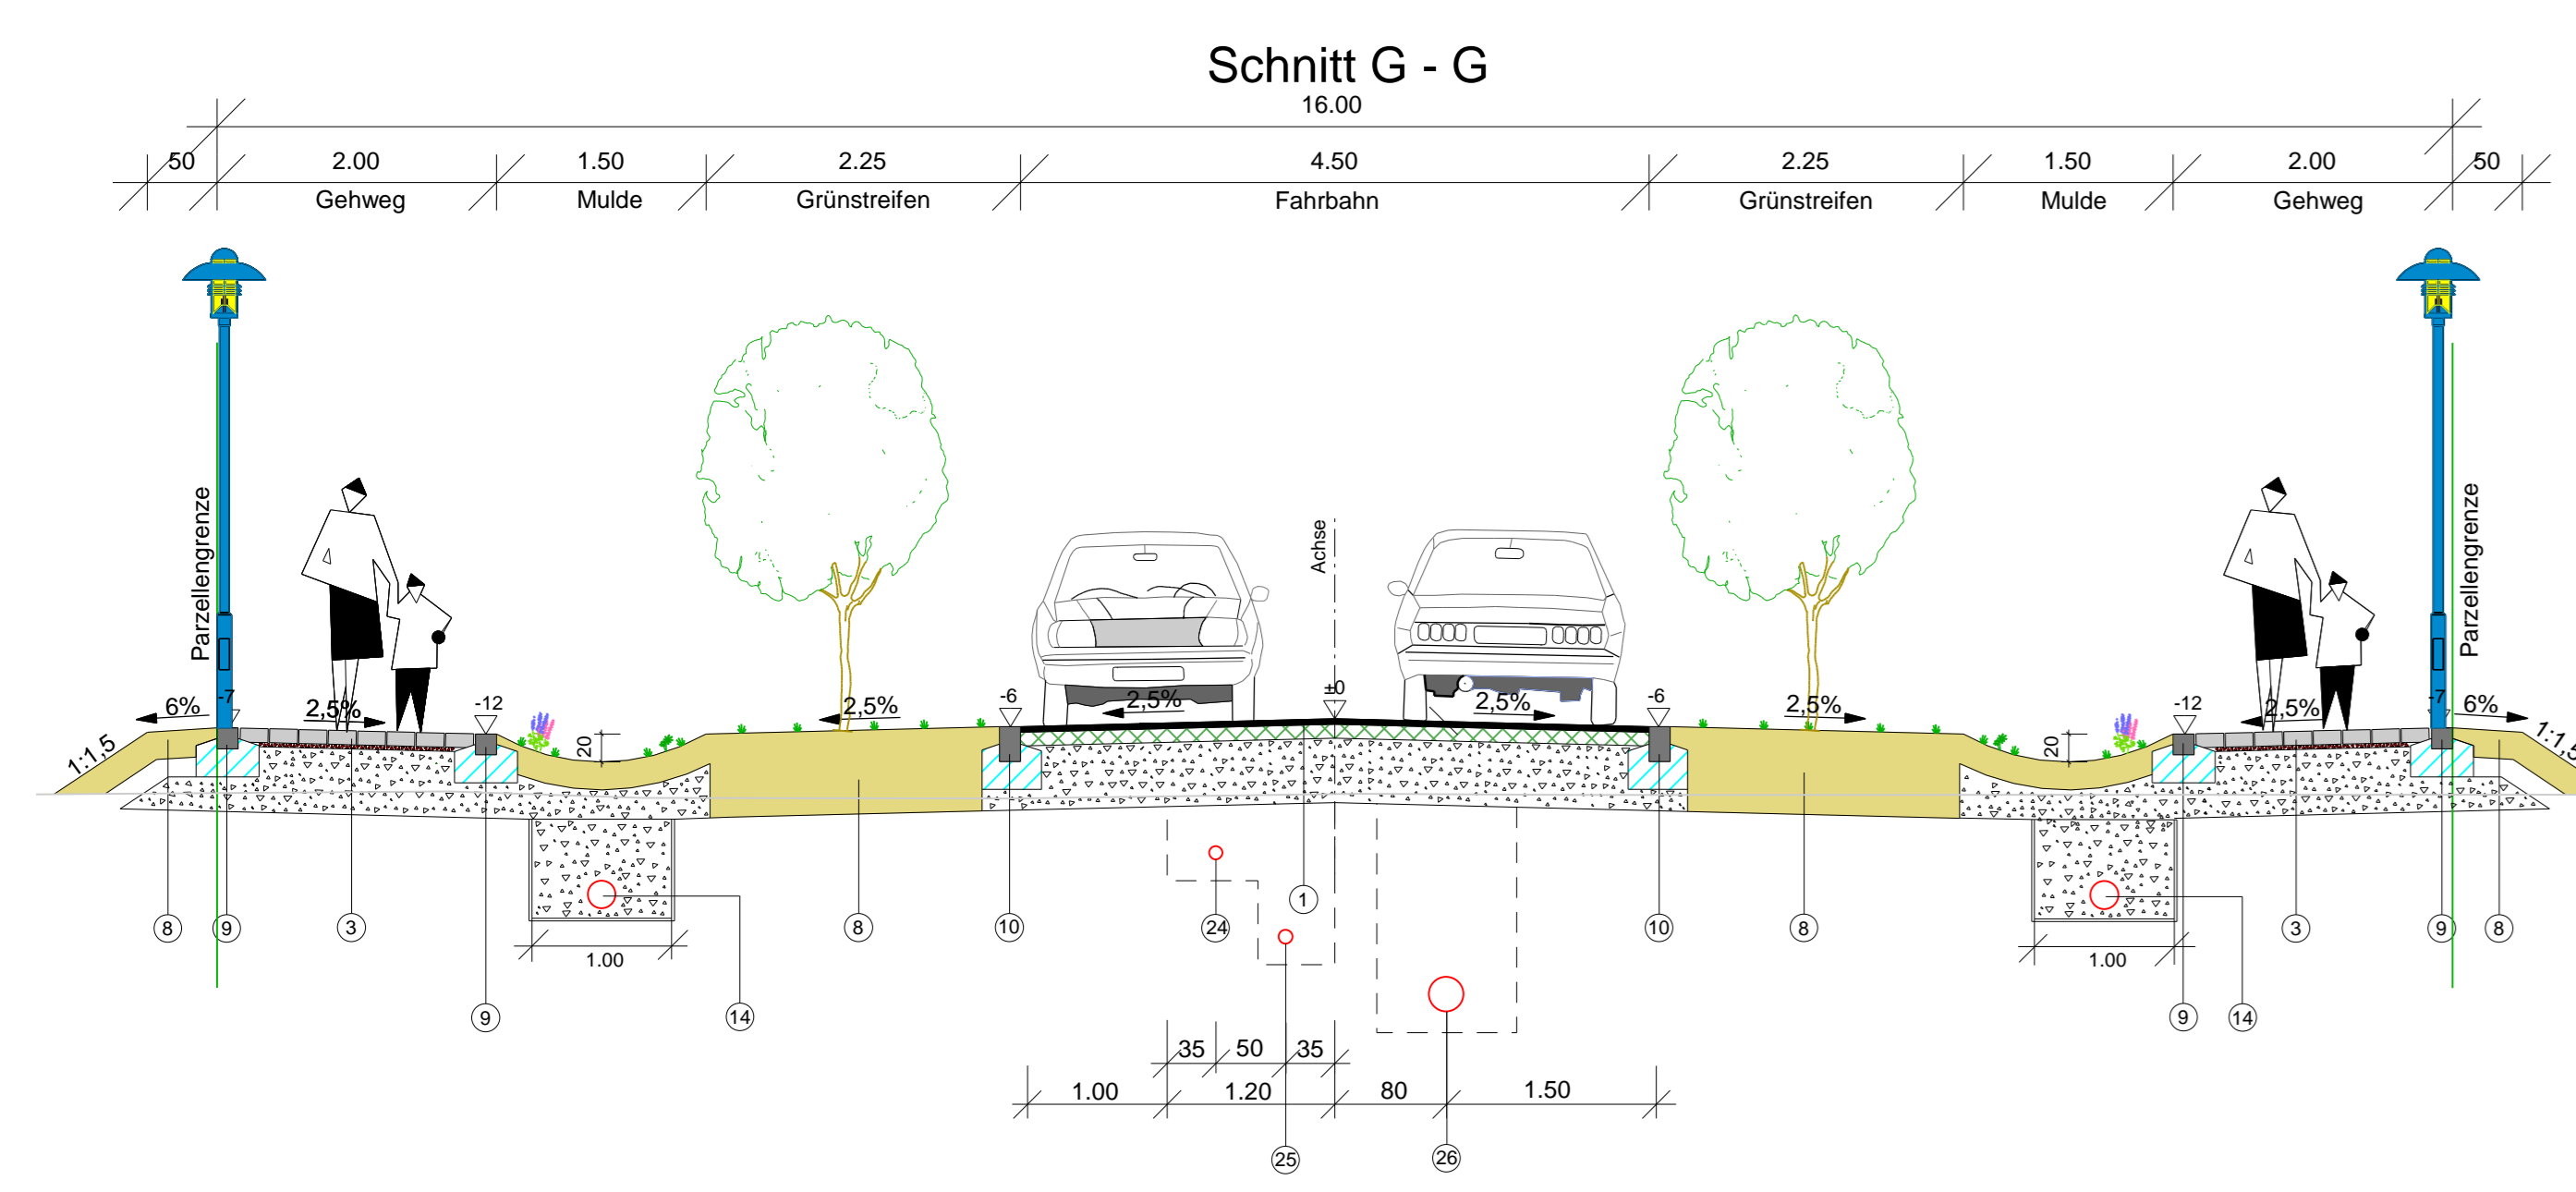 Schnitt G - G
16.00
50 2.00 1.50 2.25 4.50 2.25 1.50 2.00 50
Gehweg Mulde Grünstreifen Fahrbahn Grünstreifen Mulde Gehweg
Parzellengrenze Achse Parzellengrenze
6% -7 2,5% -12 2,5% -6 2,5% ±0 2,5% -6 2,5% -12 2,5% -7 6%
1:1,5 20 20 1:1,5
8 9 3 8 10 24 1 10 8 3 9 8
1.00 1.00
9 14 9 14
35 50 35
1.00 1.20 80 1.50
25 26